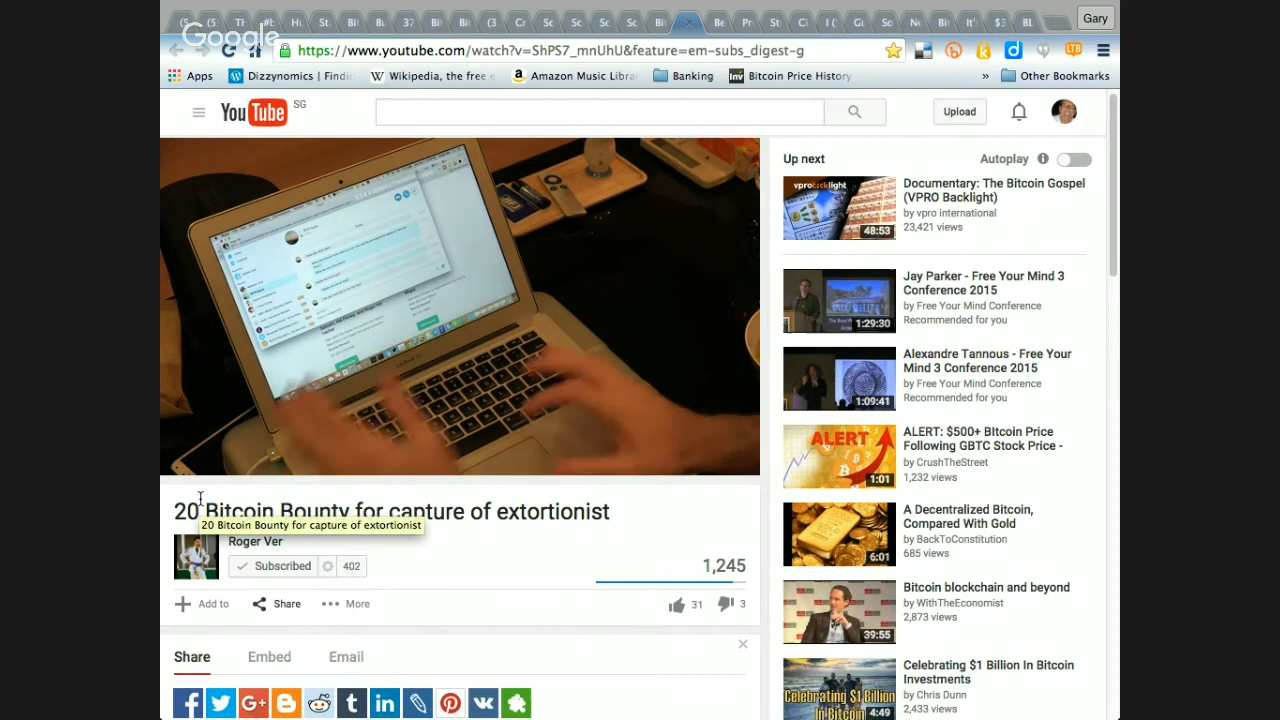 Gary
Google
https://www.youtube.com/watch?v=ShPS7_mnUhU&feature=em-subs_digest-g
Apps
Dizzynomics | Findin
Wikipedia, the free e
Amazon Music Libra
Banking
Bitcoin Price History
»
Other Bookmarks
YouTube SG
Upload
Up next
Autoplay
Documentary: The Bitcoin Gospel
(VPRO Backlight)
by vpro international
23,421 views
48:53
Jay Parker - Free Your Mind 3
Conference 2015
by Free Your Mind Conference
Recommended for you
1:29:30
Alexandre Tannous - Free Your
Mind 3 Conference 2015
by Free Your Mind Conference
Recommended for you
1:09:41
ALERT: $500+ BItcoin Price
Following GBTC Stock Price -
by CrushTheStreet
1,232 views
ALERT
1:01
A Decentralized Bitcoin,
Compared With Gold
by BackToConstitution
685 views
6:01
Bitcoin blockchain and beyond
by WithTheEconomist
2,873 views
39:55
Celebrating $1 Billion In Bitcoin
Investments
by Chris Dunn
2,433 views
Celebrating $1 Billion
In Bitcoin
4:49
20 Bitcoin Bounty for capture of extortionist
20 Bitcoin Bounty for capture of extortionist
Roger Ver
Subscribed
402
1,245
Add to
Share
More
31
3
Share
Embed
Email